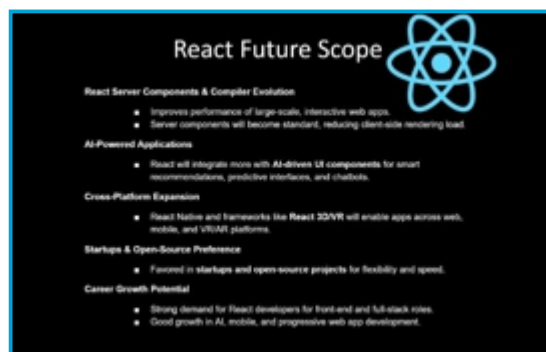 React Future Scope
React Server Components & Compiler Evolution
■ Improves performance of large-scale, interactive web apps.
■ Server components will become standard, reducing client-side rendering load.
AI-Powered Applications
■ React will integrate more with AI-driven UI components for smart
recommendations, predictive interfaces, and chatbots.
Cross-Platform Expansion
■ React Native and frameworks like React 3D/VR will enable apps across web,
mobile, and VR/AR platforms.
Startups & Open-Source Preference
■ Favored in startups and open-source projects for flexibility and speed.
Career Growth Potential
■ Strong demand for React developers for front-end and full-stack roles.
■ Good growth in AI, mobile, and progressive web app development.